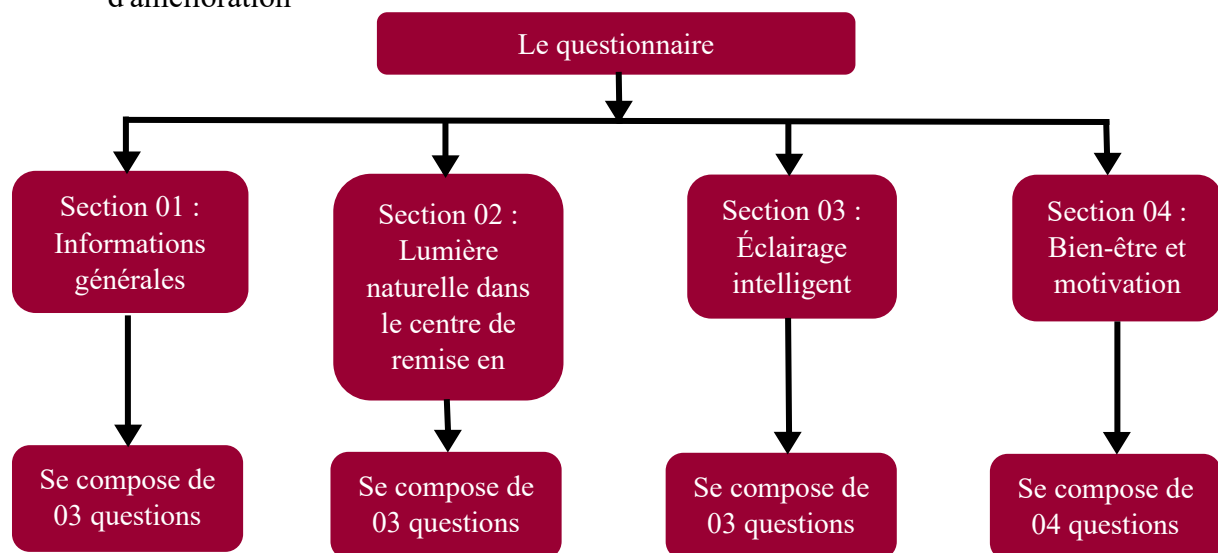 d'amélioration
Le questionnaire
Section 01 :
Informations
générales
Section 02 :
Lumière
naturelle dans
le centre de
remise en
Section 03 :
Éclairage
intelligent
Section 04 :
Bien-être et
motivation
Se compose de
03 questions
Se compose de
03 questions
Se compose de
03 questions
Se compose de
04 questions